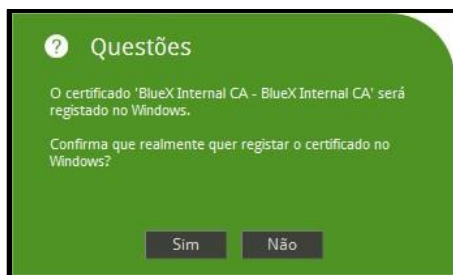 ? Questões
O certificado 'BlueX Internal CA - BlueX Internal CA' será
registado no Windows.
Confirma que realmente quer registar o certificado no
Windows?
Sim Não